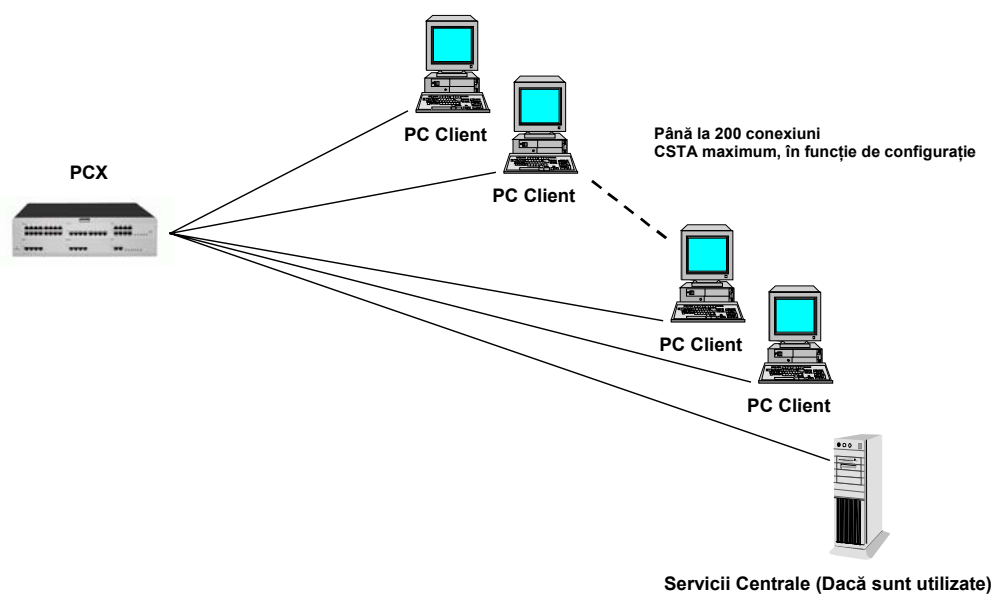 PC Client
PC Client
Până la 200 conexiuni
CSTA maximum, în funcție de configurație
PCX
PC Client
PC Client
Servicii Centrale (Dacă sunt utilizate)